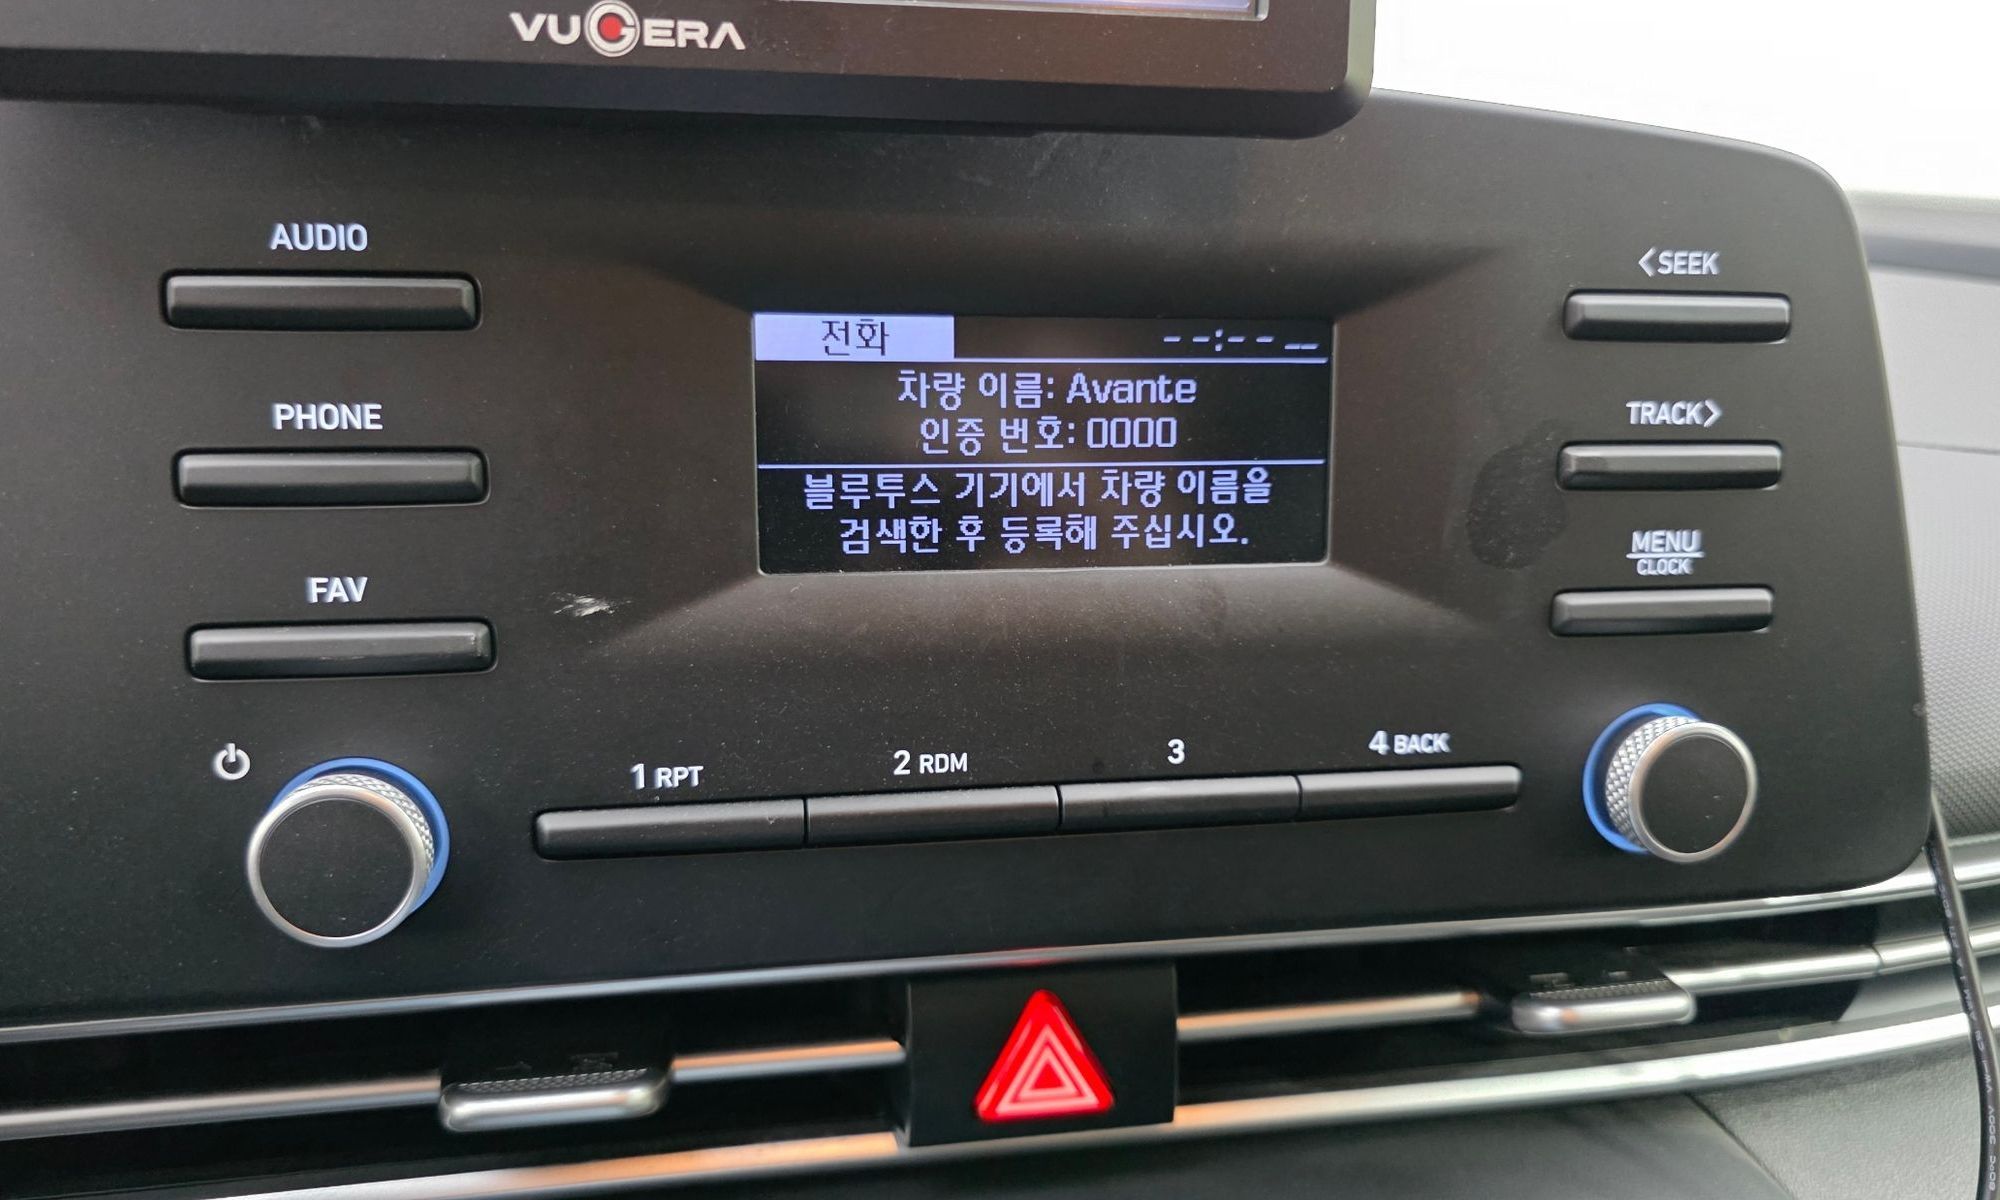 VUGERA
AUDIO
PHONE
FAV
전화
--:-- __
차량 이름: Avante
인증 번호: 0000
블루투스 기기에서 차량 이름을
검색한 후 등록해 주십시오.
<SEEK
TRACK>
MENU
CLOCK
1 RPT
2 RDM
3
4 BACK